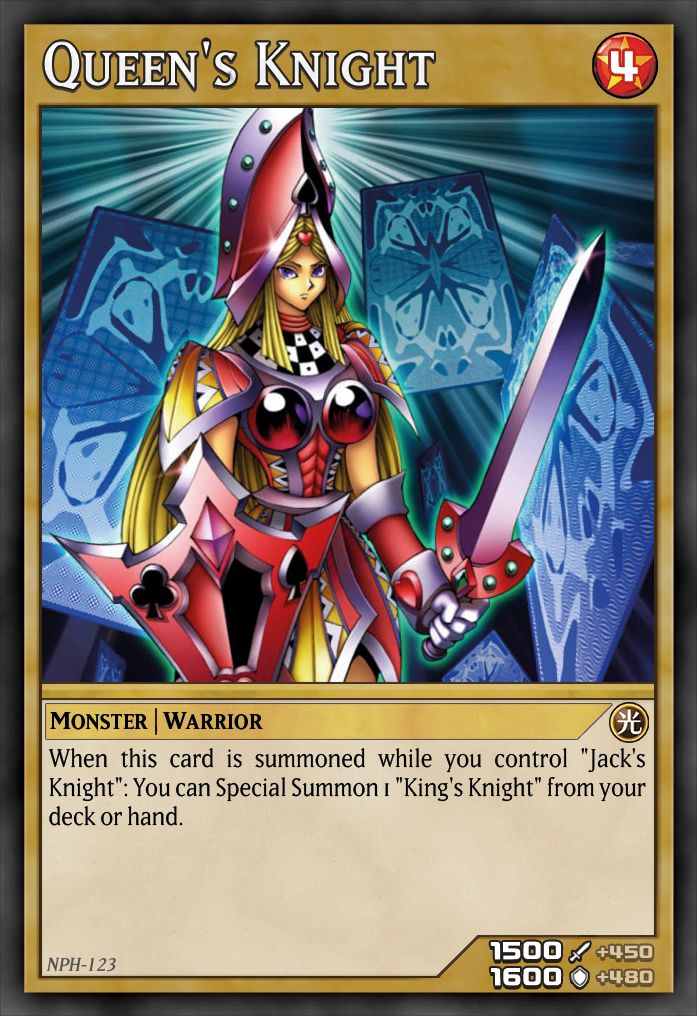 Queen's Knight
4
Monster | Warrior
光
When this card is summoned while you control "Jack's
Knight": You can Special Summon 1 "King's Knight" from your
deck or hand.
1500 +450
NPH-123
1600 +480